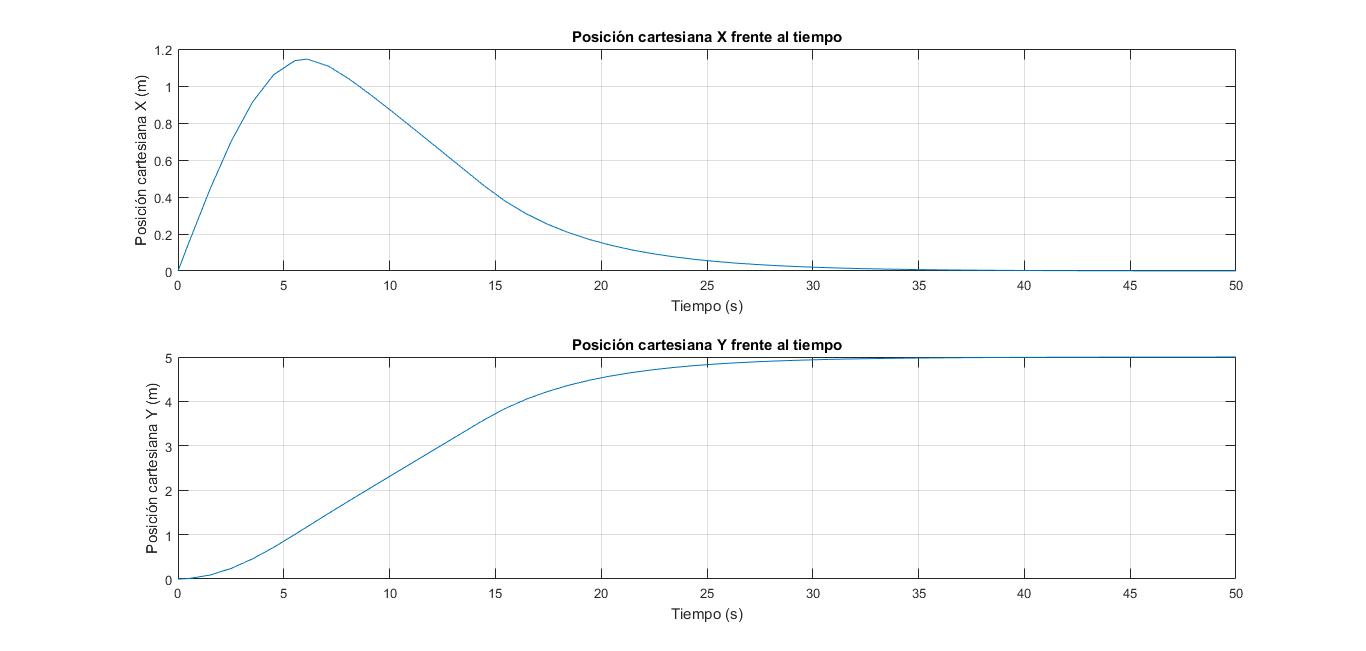 Posición cartesiana X frente al tiempo
Posición cartesiana X (m)
1.2
1
0.8
0.6
0.4
0.2
0
0 5 10 15 20 25 30 35 40 45 50
Tiempo (s)
Posición cartesiana Y frente al tiempo
Posición cartesiana Y (m)
5
4
3
2
1
0
0 5 10 15 20 25 30 35 40 45 50
Tiempo (s)